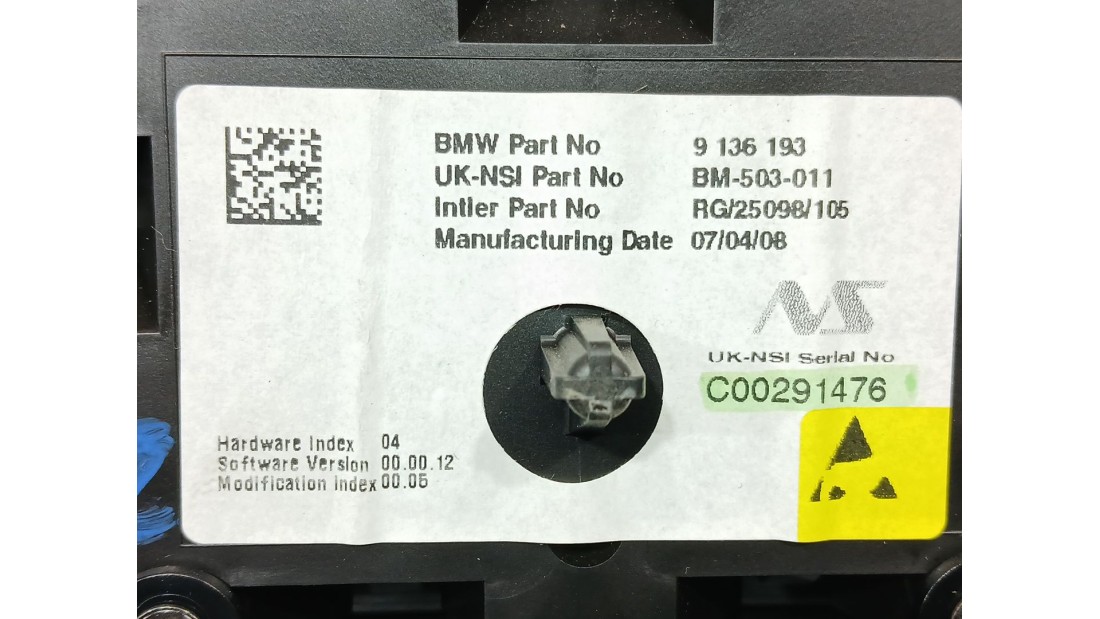 BMW Part No 9 136 193
UK-NSI Part No BM-503-011
Intier Part No RG/25098/105
Manufacturing Date 07/04/08
NS
UK-NSI Serial No
C00291476
Hardware Index 04
Software Version 00.00.12
Modification Index 00.05